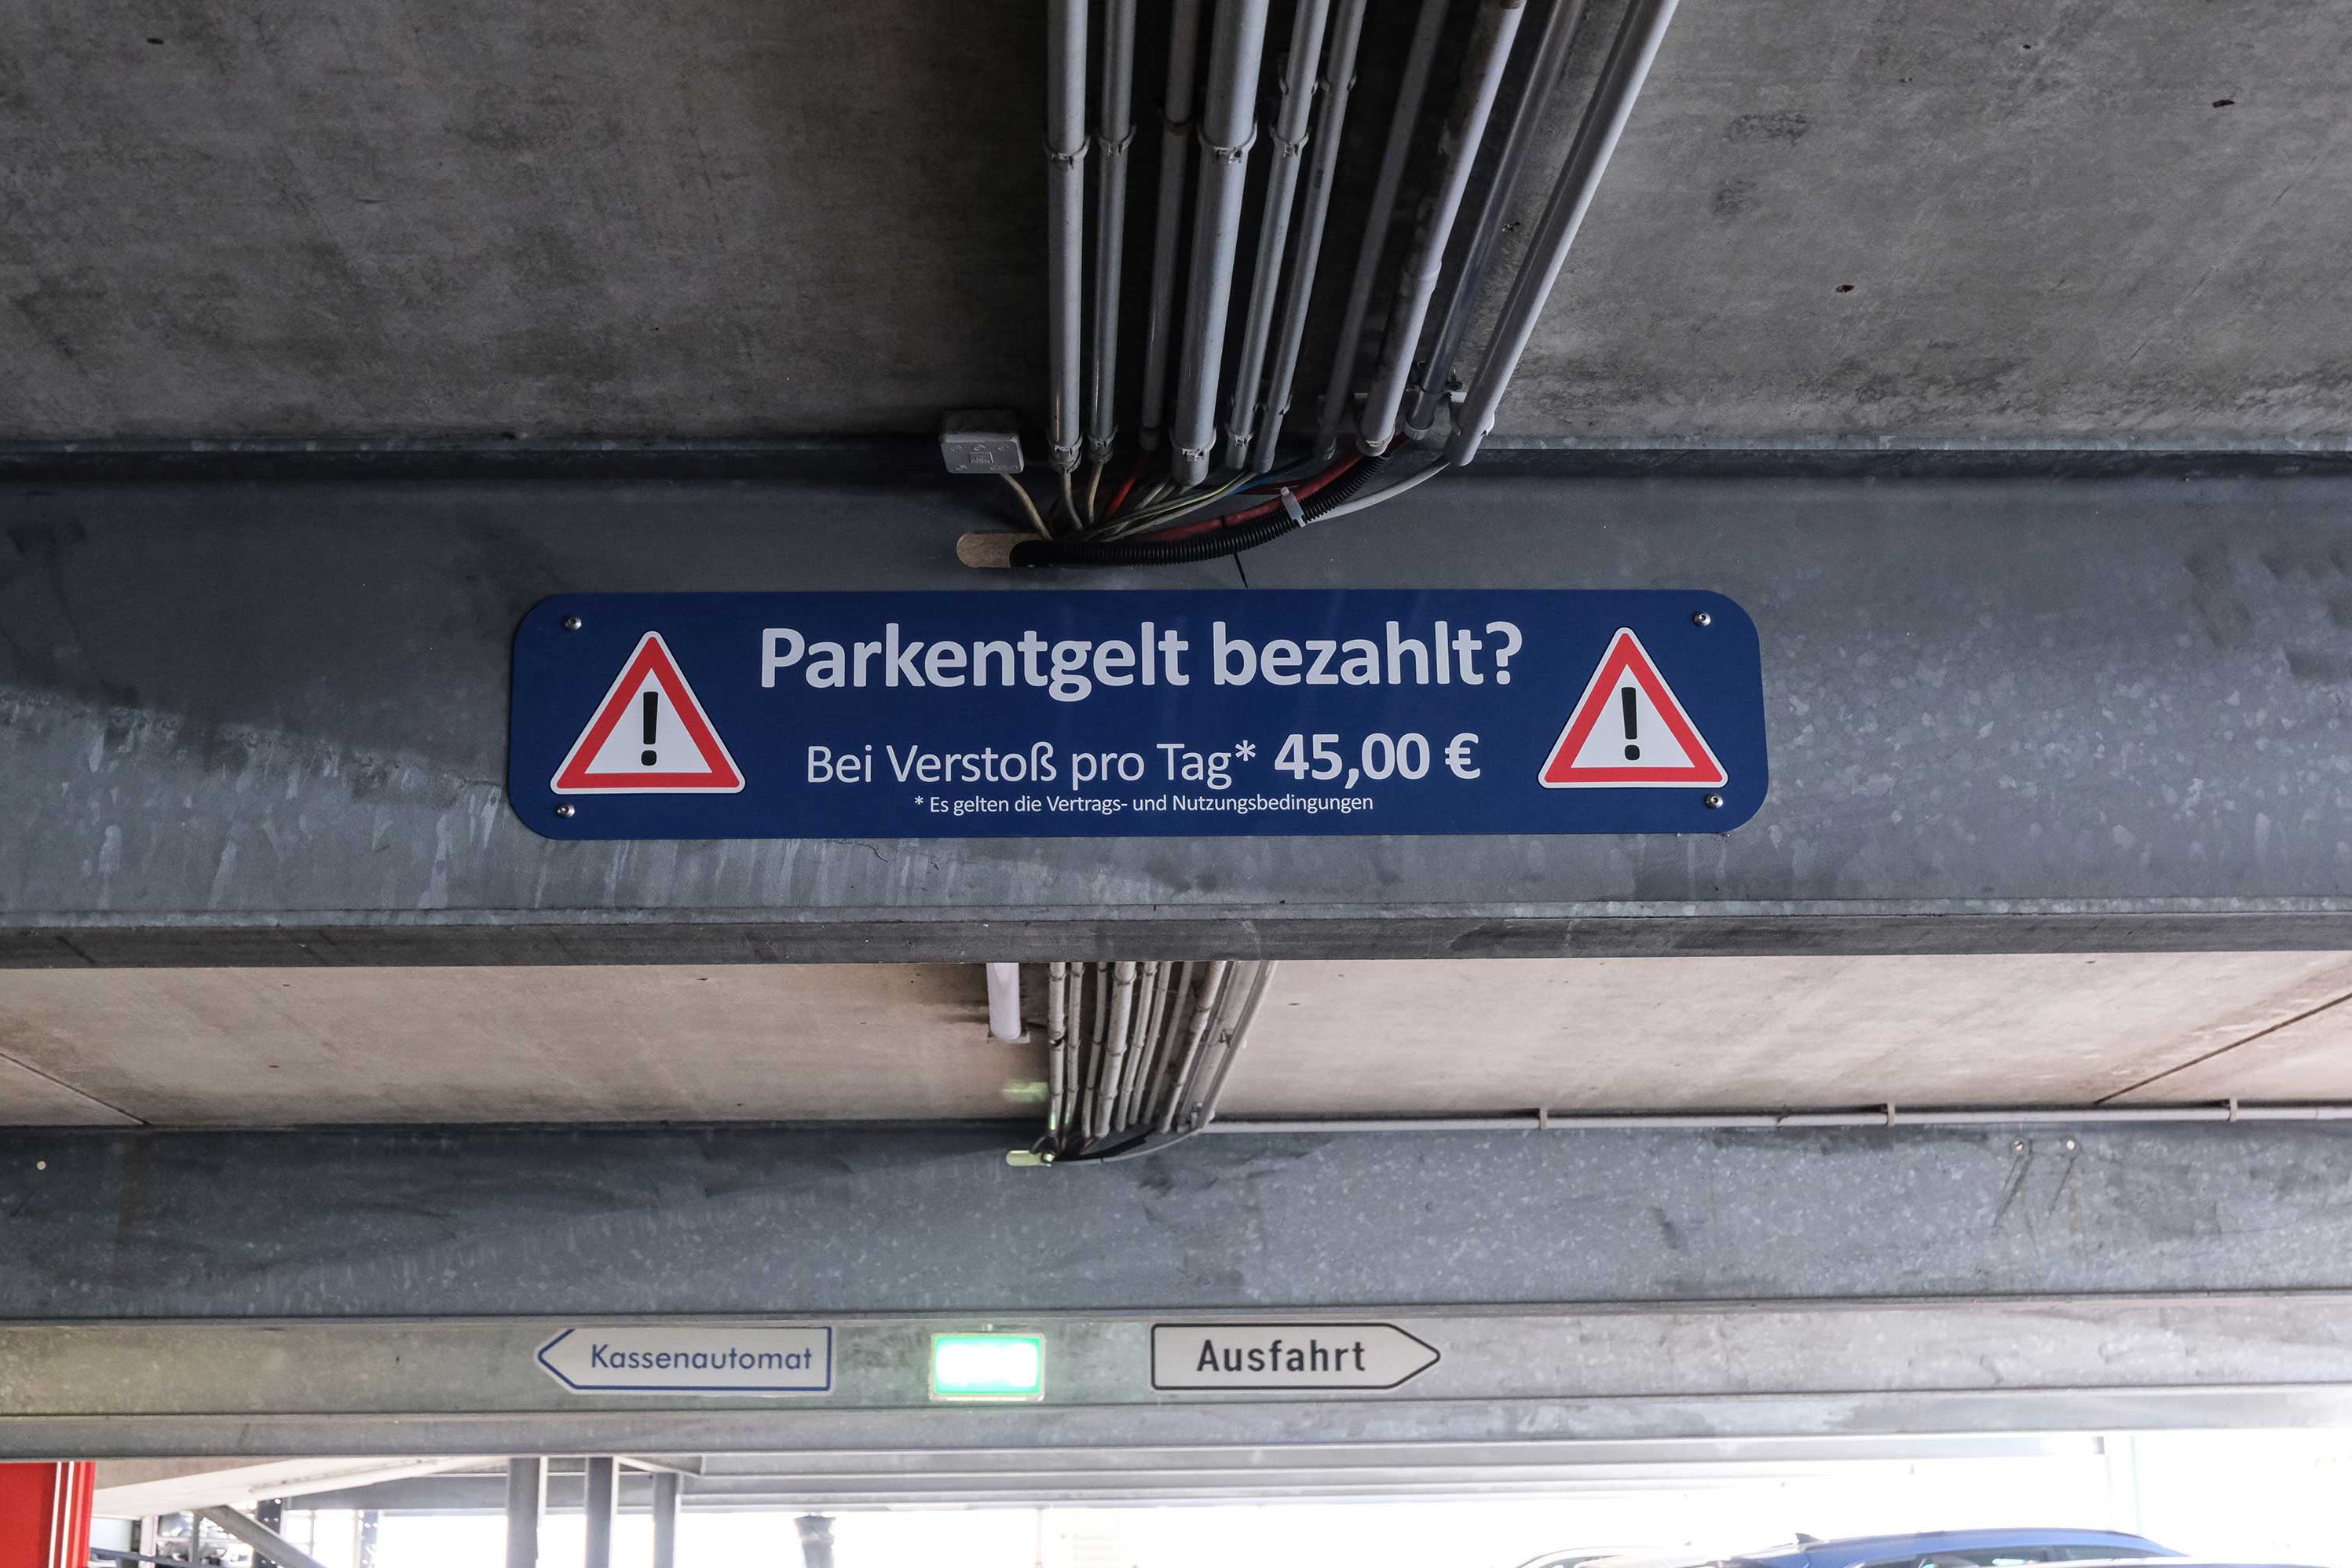 Parkentgelt bezahlt?
Bei Verstoß pro Tag* 45,00 €
* Es gelten die Vertrags- und Nutzungsbedingungen
Kassenautomat
Ausfahrt